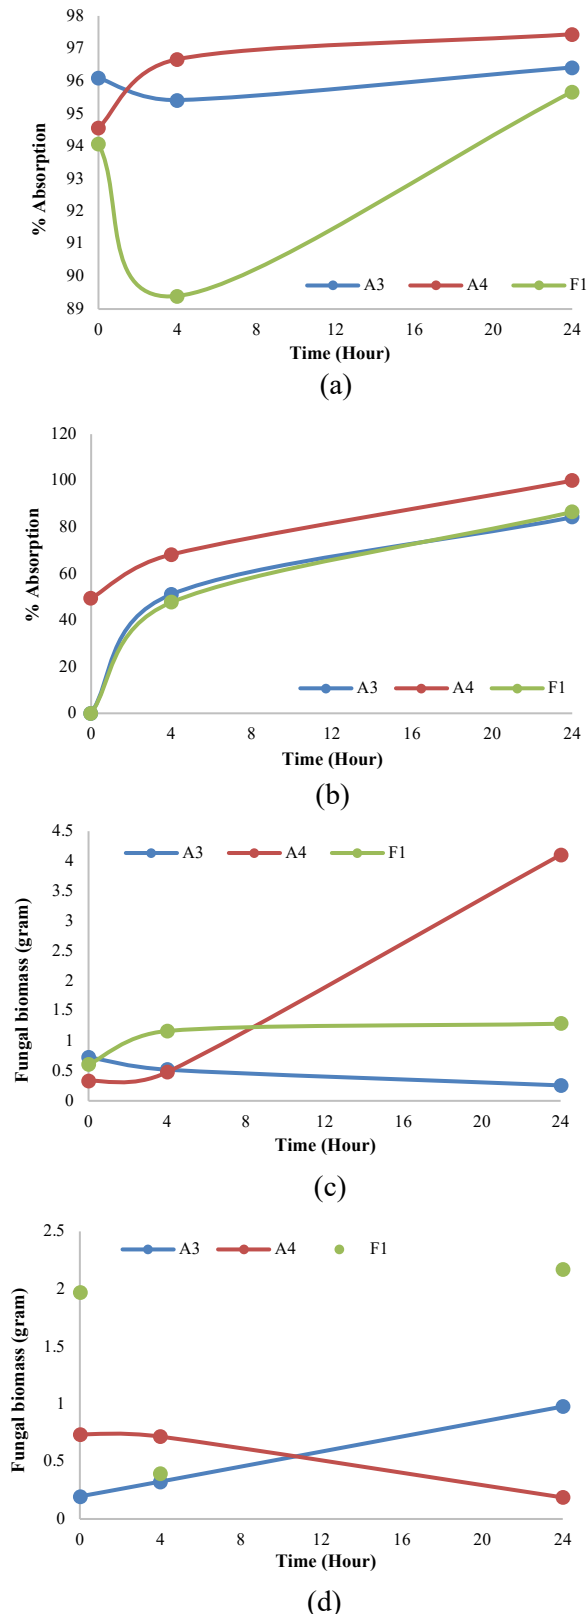 98
97
96
95
94
93
92
91
90
89
% Absorption
A3 A4 F1
0 4 8 12 16 20 24
Time (Hour)
(a)
120
100
80
60
40
20
0
% Absorption
A3 A4 F1
0 4 8 12 16 20 24
Time (Hour)
(b)
4.5
4
3.5
3
2.5
2
1.5
1
0.5
0
Fungal biomass (gram)
A3 A4 F1
0 4 8 12 16 20 24
Time (Hour)
(c)
2.5
2
1.5
1
0.5
0
Fungal biomass (gram)
A3 A4 F1
0 4 8 12 16 20 24
Time (Hour)
(d)